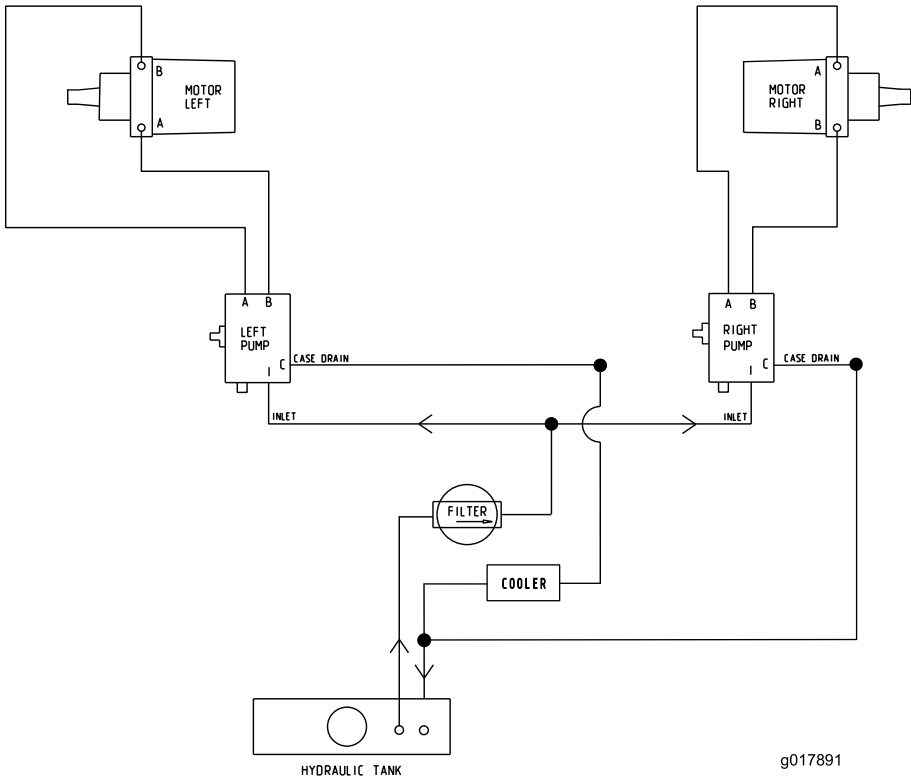 B
MOTOR
LEFT
A
A
MOTOR
RIGHT
B
A B
LEFT
PUMP
C
I
CASE DRAIN
INLET
A B
RIGHT
PUMP
C
I
CASE DRAIN
INLET
FILTER
COOLER
HYDRAULIC TANK
g017891